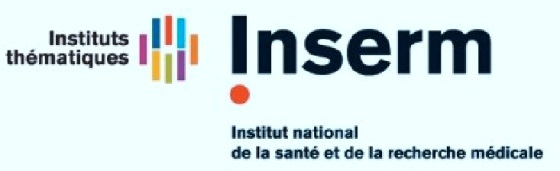 Instituts
thématiques
Inserm
Institut national
de la santé et de la recherche médicale